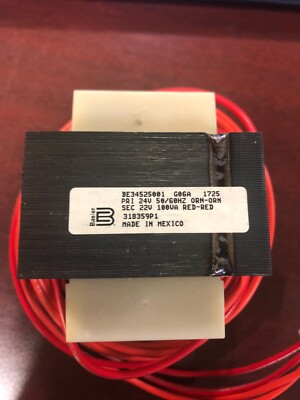 Basler
BE34525001 G06A 1725
PRI 24V 50/60HZ ORN-ORN
SEC 22V 100VA RED-RED
318359P1
MADE IN MEXICO